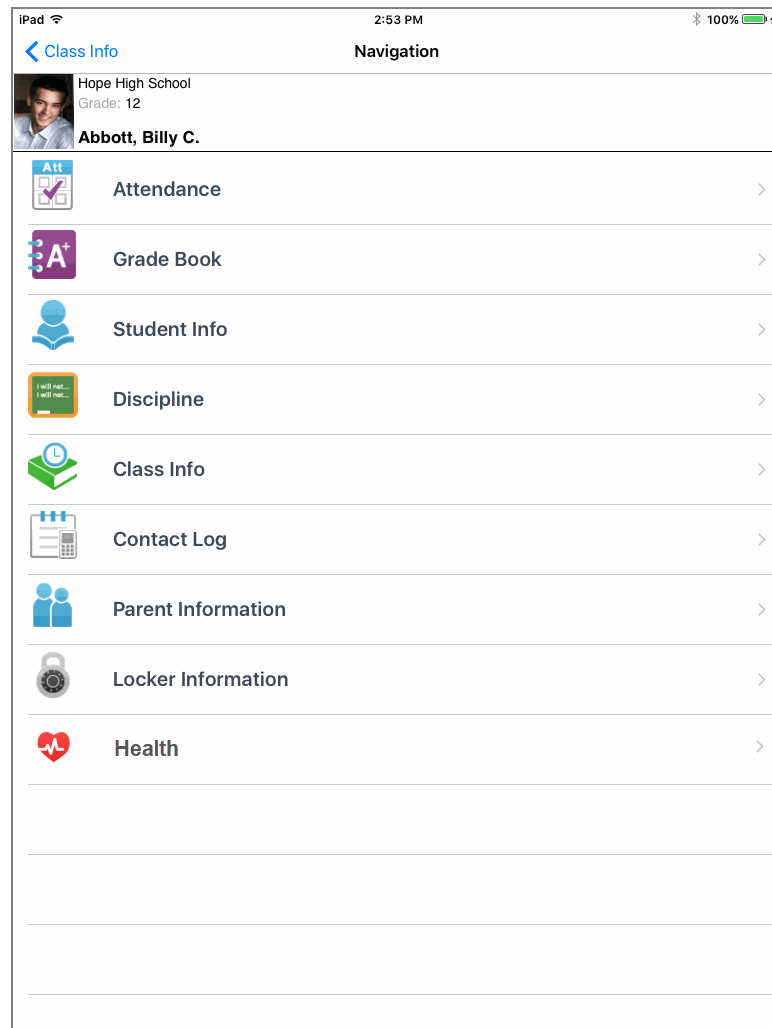 iPad 2:53 PM 100%
Class Info Navigation
Hope High School
Grade: 12
Abbott, Billy C.
Att
Attendance
A+
Grade Book
Student Info
I will not...
I will not...
Discipline
Class Info
Contact Log
Parent Information
Locker Information
Health